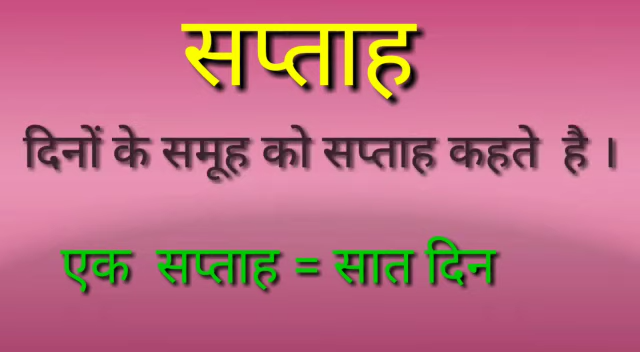 सप्ताह
दिनों के समूह को सप्ताह कहते है ।
एक सप्ताह = सात दिन